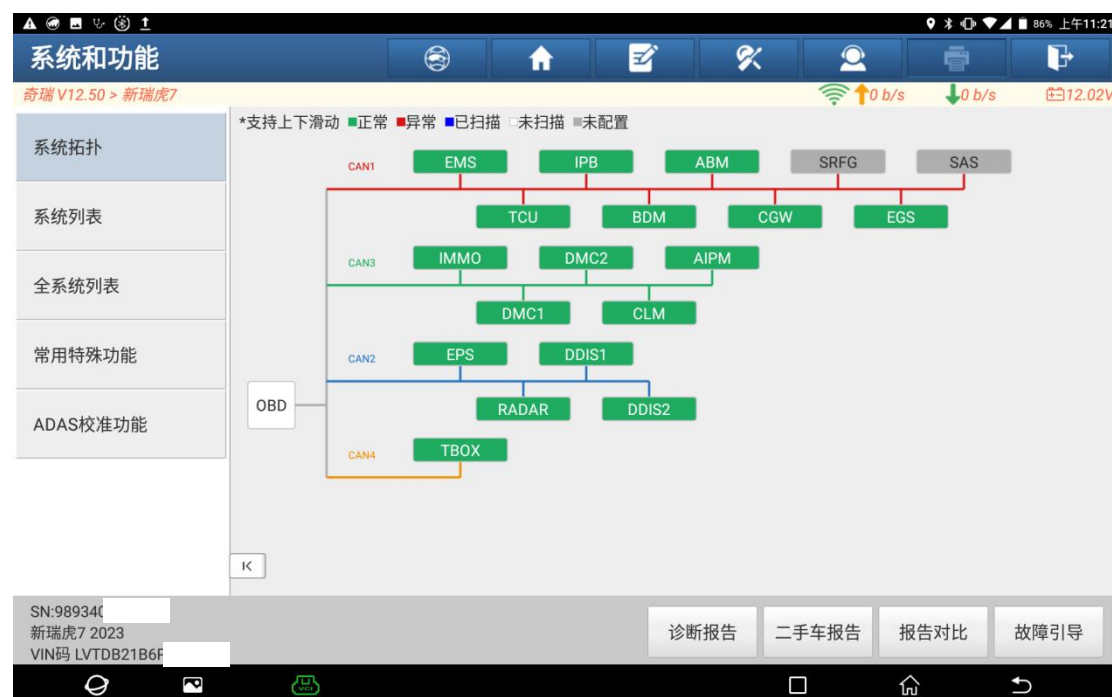 86% 上午11:21
系统和功能
奇瑞 V12.50 > 新瑞虎7
0 b/s 0 b/s 12.02V
系统拓扑
系统列表
全系统列表
常用特殊功能
ADAS校准功能
*支持上下滑动 正常 异常 已扫描 未扫描 未配置
CAN1 EMS IPB ABM SRFG SAS
TCU BDM CGW EGS
CAN3 IMMO DMC2 AIPM
DMC1 CLM
CAN2 EPS DDIS1
OBD RADAR DDIS2
CAN4 TBOX
SN:989340
新瑞虎7 2023
VIN码 LVTDB21B6
诊断报告 二手车报告 报告对比 故障引导
VCI